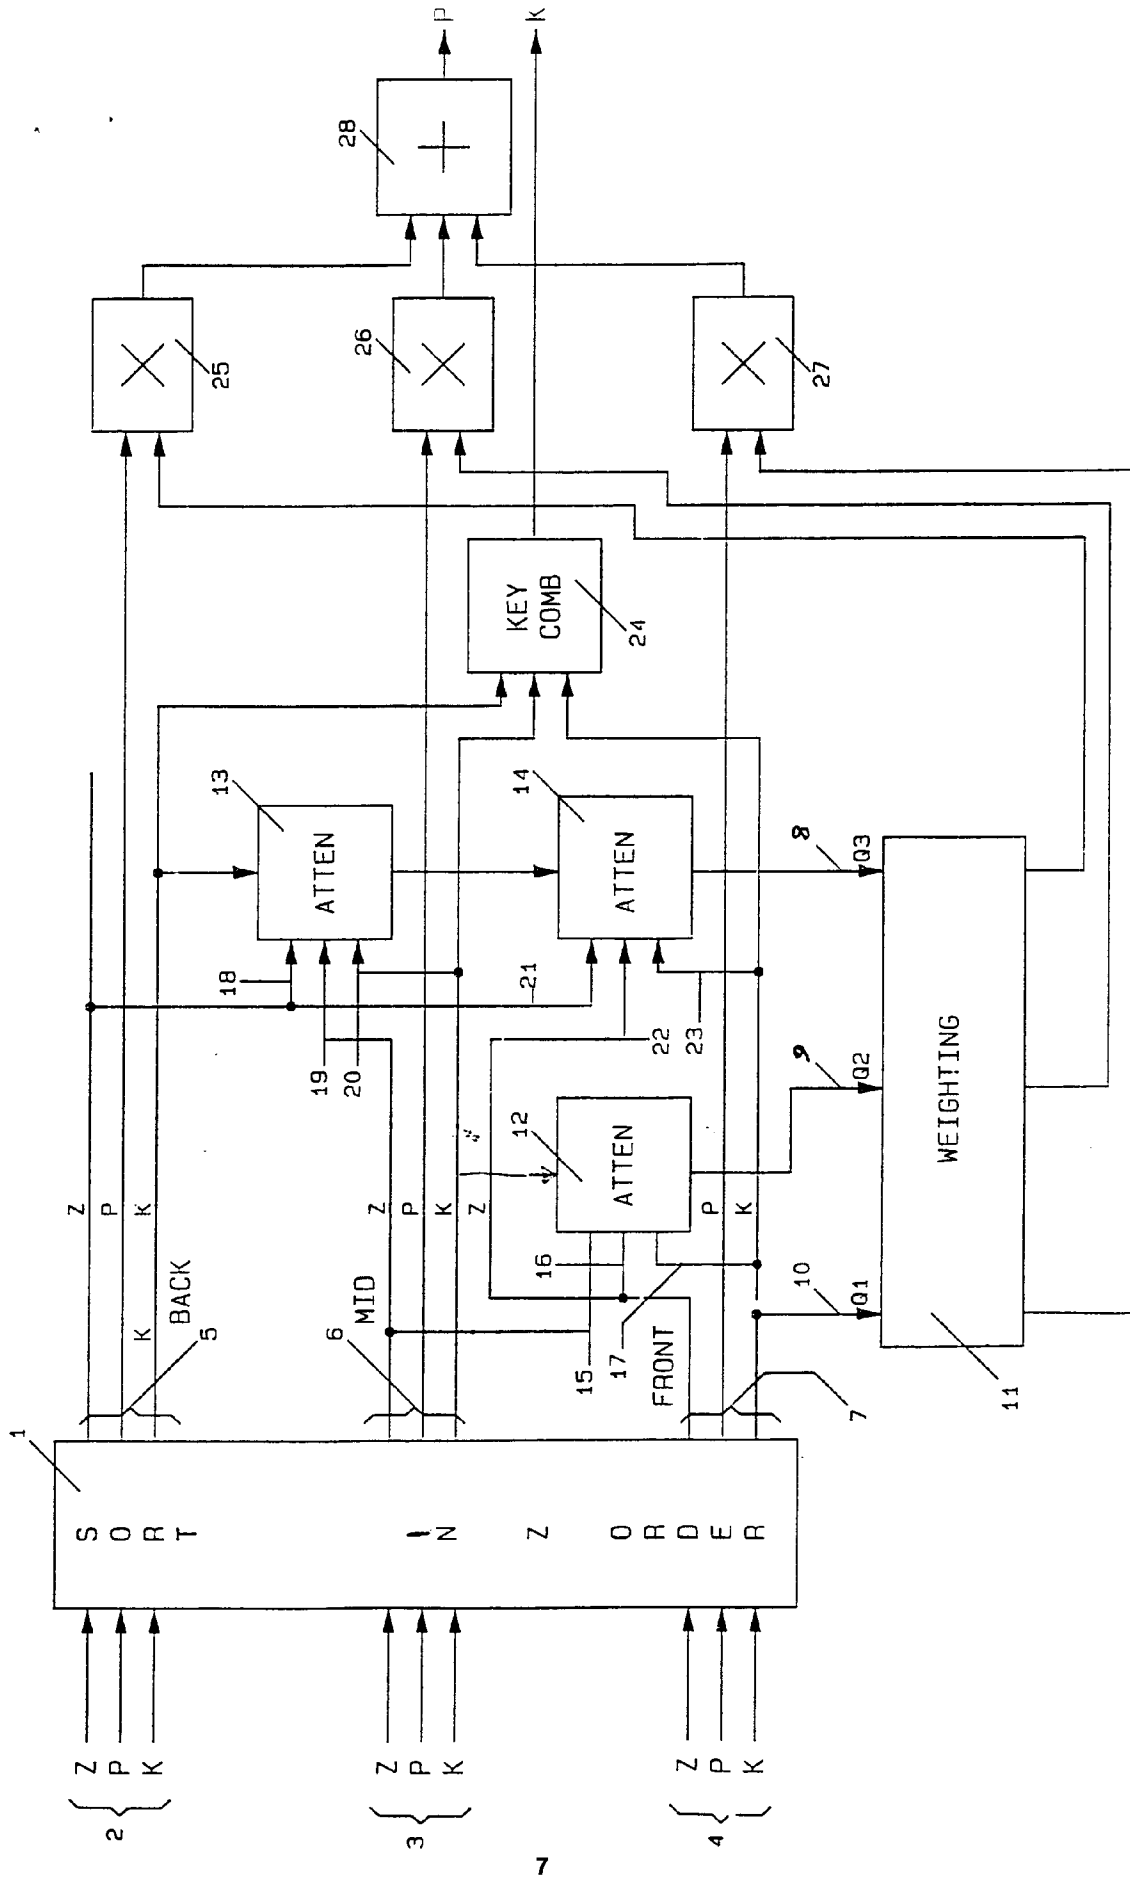 P
K
28
25
26
27
KEY
COMB
24
13
ATTEN
14
ATTEN
18
19
20
21
22
23
8
Q3
9
Q2
10
Q1
WEIGHTING
11
12
ATTEN
15
16
17
Z
P
K
K
BACK
5
Z
P
K
MID
6
Z
P
K
FRONT
7
1
SORT IN Z ORDER
Z
P
K
2
Z
P
K
3
Z
P
K
4
7